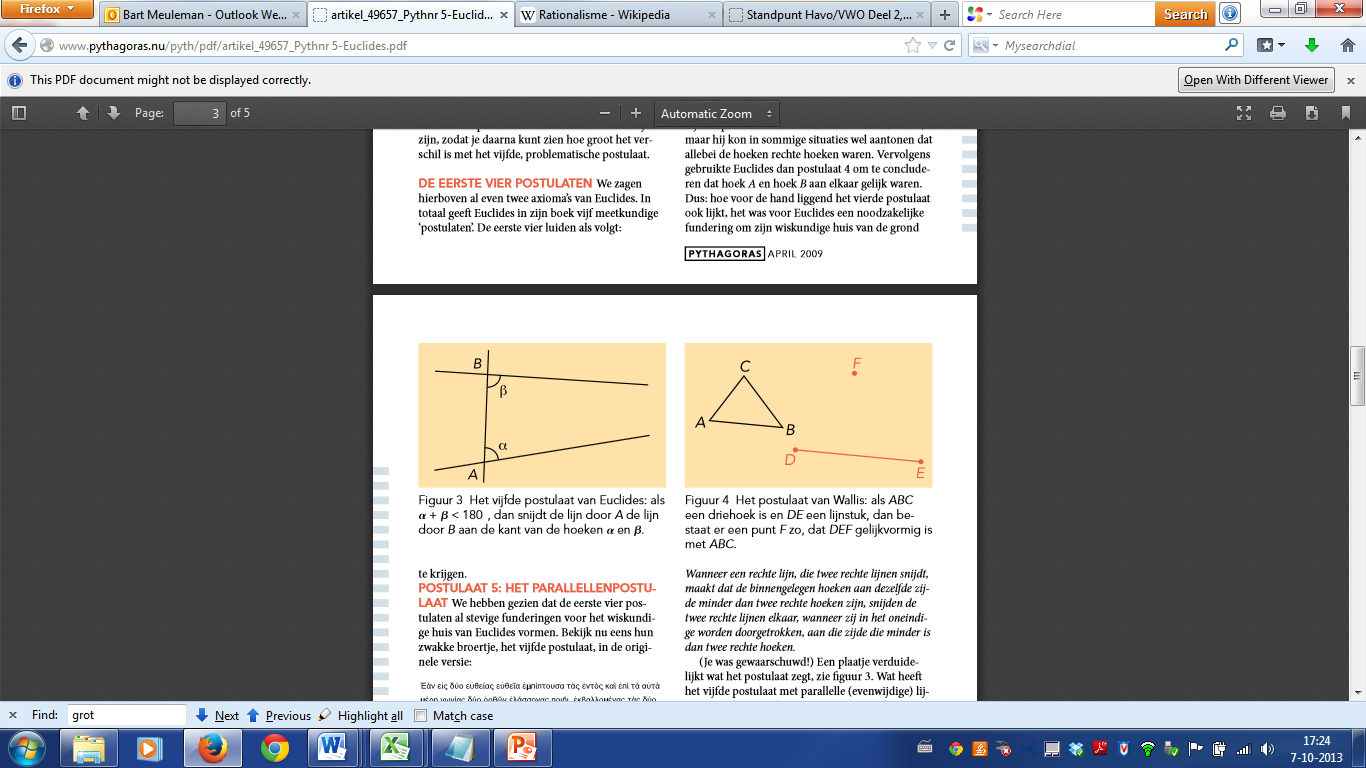 Firefox
Bart Meuleman - Outlook We...
artikel_49657_Pythnr 5-Euclid...
Rationalisme - Wikipedia
Standpunt Havo/VWO Deel 2,...
Search Here
Search
www.pythagoras.nu/pyth/pdf/artikel_49657_Pythnr 5-Euclides.pdf
Mysearchdial
This PDF document might not be displayed correctly.
Open With Different Viewer
Page: 3 of 5
Automatic Zoom
zijn, zodat je daarna kunt zien hoe groot het ver-
schil is met het vijfde, problematische postulaat.
DE EERSTE VIER POSTULATEN We zagen
hierboven al even twee axioma's van Euclides. In
totaal geeft Euclides in zijn boek vijf meetkundige
'postulaten'. De eerste vier luiden als volgt:
maar hij kon in sommige situaties wel aantonen dat
allebei de hoeken rechte hoeken waren. Vervolgens
gebruikte Euclides dan postulaat 4 om te conclude-
ren dat hoek A en hoek B aan elkaar gelijk waren.
Dus: hoe voor de hand liggend het vierde postulaat
ook lijkt, het was voor Euclides een noodzakelijke
fundering om zijn wiskundige huis van de grond
PYTHAGORAS APRIL 2009
B
β
α
A
Figuur 3 Het vijfde postulaat van Euclides: als
α + β < 180 , dan snijdt de lijn door A de lijn
door B aan de kant van de hoeken α en β.
C
F
A
B
D
E
Figuur 4 Het postulaat van Wallis: als ABC
een driehoek is en DE een lijnstuk, dan be-
staat er een punt F zo, dat DEF gelijkvormig is
met ABC.
te krijgen.
POSTULAAT 5: HET PARALLELLENPOSTU-
LAAT We hebben gezien dat de eerste vier pos-
tulaten al stevige funderingen voor het wiskundi-
ge huis van Euclides vormen. Bekijk nu eens hun
zwakke broertje, het vijfde postulaat, in de origi-
nele versie:
Ἐὰν εἰς δύο εὐθείας εὐθεῖα ἐμπίπτουσα τὰς ἐντὸς καὶ ἐπὶ τὰ αὐτὰ
Wanneer een rechte lijn, die twee rechte lijnen snijdt,
maakt dat de binnengelegen hoeken aan dezelfde zij-
de minder dan twee rechte hoeken zijn, snijden de
twee rechte lijnen elkaar, wanneer zij in het oneindi-
ge worden doorgetrokken, aan die zijde die minder is
dan twee rechte hoeken.
(Je was gewaarschuwd!) Een plaatje verduide-
lijkt wat het postulaat zegt, zie figuur 3. Wat heeft
het vijfde postulaat met parallelle (evenwijdige) lij-
Find: grot
Next
Previous
Highlight all
Match case
17:24
7-10-2013